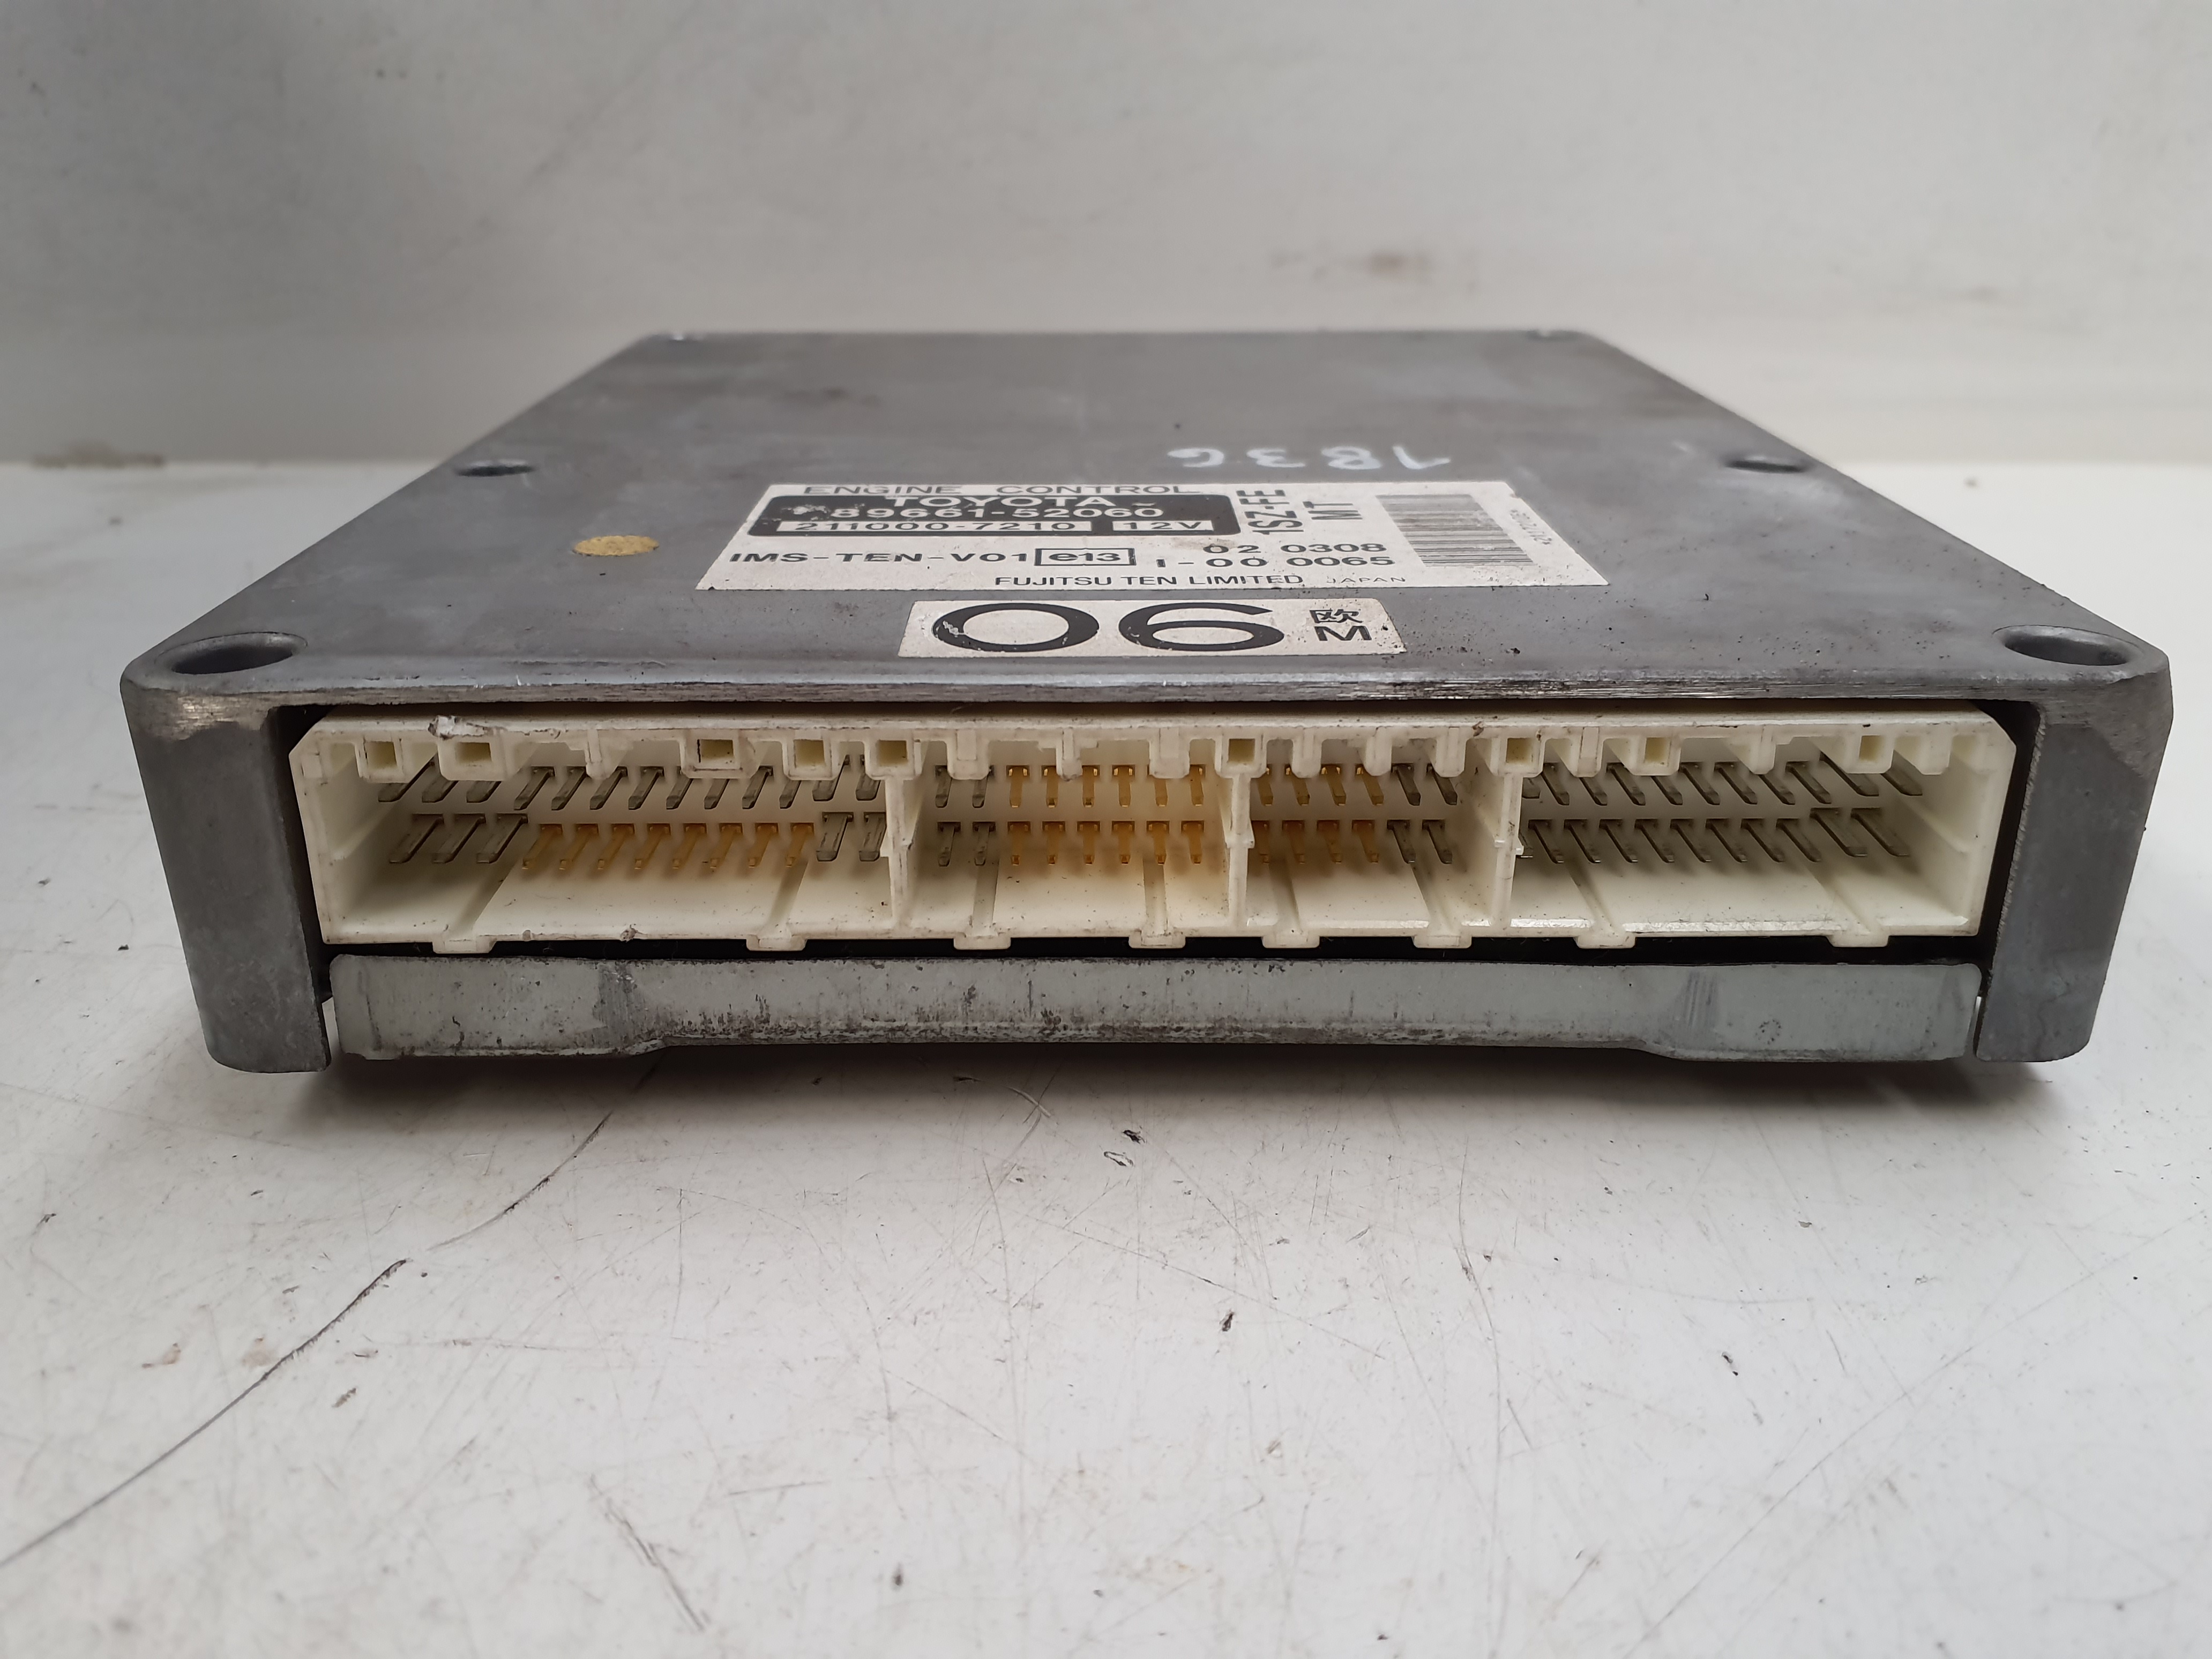 1836
ENGINE CONTROL
TOYOTA
89661-52060
211000-7210 12V
1SZ-FE
MT
IMS-TEN-V01 e13 02 0308
I-00 0065
FUJITSU TEN LIMITED JAPAN
06 欧
M